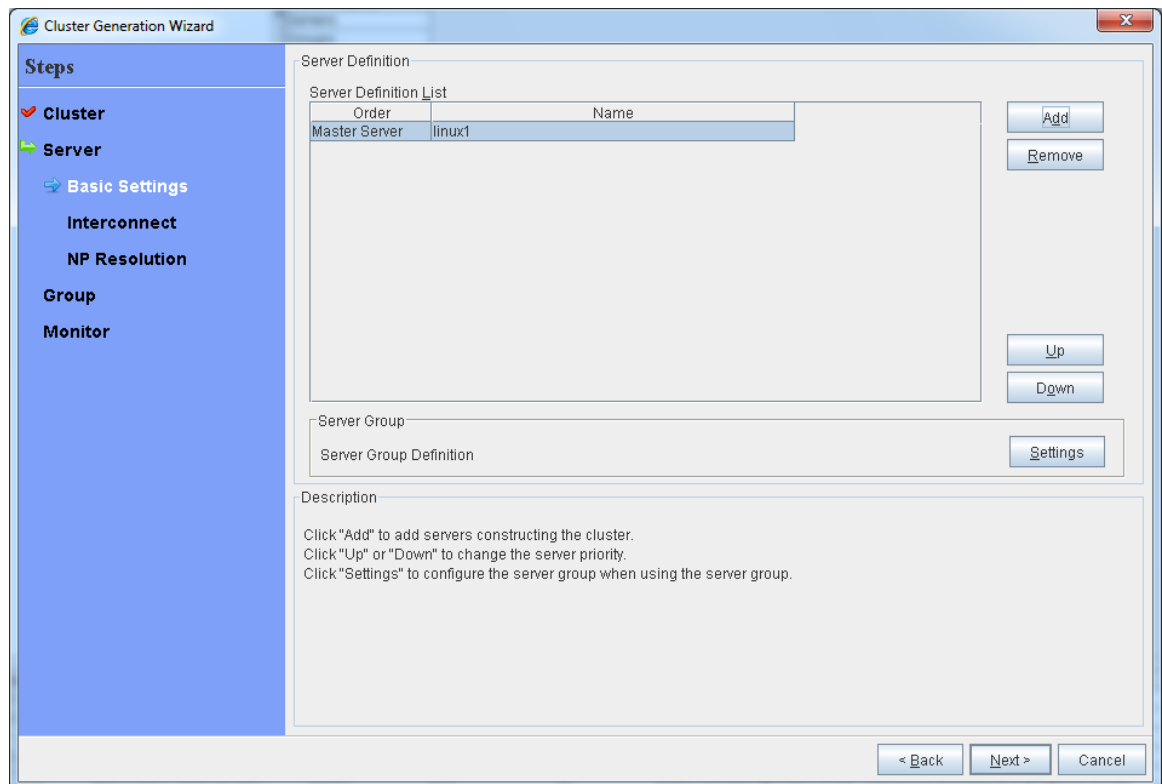 Cluster Generation Wizard
Steps
Cluster
Server
Basic Settings
Interconnect
NP Resolution
Group
Monitor
Server Definition
Server Definition List
Order Name
Master Server linux1
Add
Remove
Up
Down
Server Group
Server Group Definition
Settings
Description
Click "Add" to add servers constructing the cluster.
Click "Up" or "Down" to change the server priority.
Click "Settings" to configure the server group when using the server group.
< Back Next > Cancel